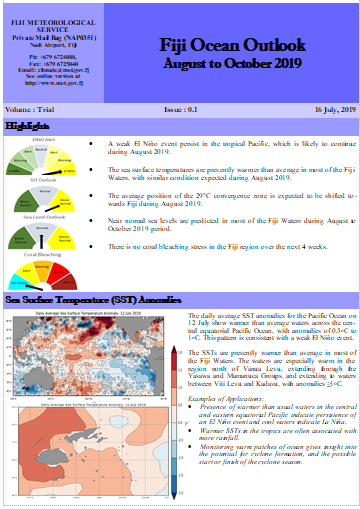 FIJI METEOROLOGICAL
SERVICE
Private Mail Bag (NAP0351)
Nadi Airport, Fiji
Ph: +679 6724888,
Fax: +679 6725040
Email: climate@met.gov.fj
See online version at
http://www.met.gov.fj
Fiji Ocean Outlook
August to October 2019
Volume : Trial
Issue : 0.1
16 July, 2019
Highlights
ENSO Alert
SST Outlook
Sea Level Outlook
Coral Bleaching
• A weak El Niño event persist in the tropical Pacific, which is likely to continue
during August 2019.
• The sea surface temperatures are presently warmer than average in most of the Fiji
Waters, with similar condition expected during August 2019.
• The average position of the 29°C convergence zone is expected to be shifted to-
wards Fiji during August 2019.
• Near normal sea levels are predicted in most of the Fiji Waters during August to
October 2019 period.
• There is no coral bleaching stress in the Fiji region over the next 4 weeks.
Sea Surface Temperature (SST) Anomalies
Daily Average Sea Surface Temperature Anomaly: 12 July 2019
Daily Average Sea Surface Temperature Anomaly: 12 July 2019
The daily average SST anomalies for the Pacific Ocean on
12 July show warmer than average waters across the cen-
tral equatorial Pacific Ocean, with anomalies of 0.5°C to
1°C. This pattern is consistent with a weak El Niño event.
The SSTs are presently warmer than average in most of
the Fiji Waters. The waters are especially warm in the
region north of Vanua Levu, extending through the
Yasawa and Mamanuca Groups, and extending to waters
between Viti Levu and Kadavu, with anomalies ≥1°C.
Examples of Applications:
• Presence of warmer than usual waters in the central
and eastern equatorial Pacific indicate persistence of
an El Niño event and cool waters indicate La Niña.
• Warmer SSTs in the tropics are often associated with
more rainfall.
• Monitoring warm patches of ocean gives insight into
the potential for cyclone formation, and the possible
start or finish of the cyclone season.